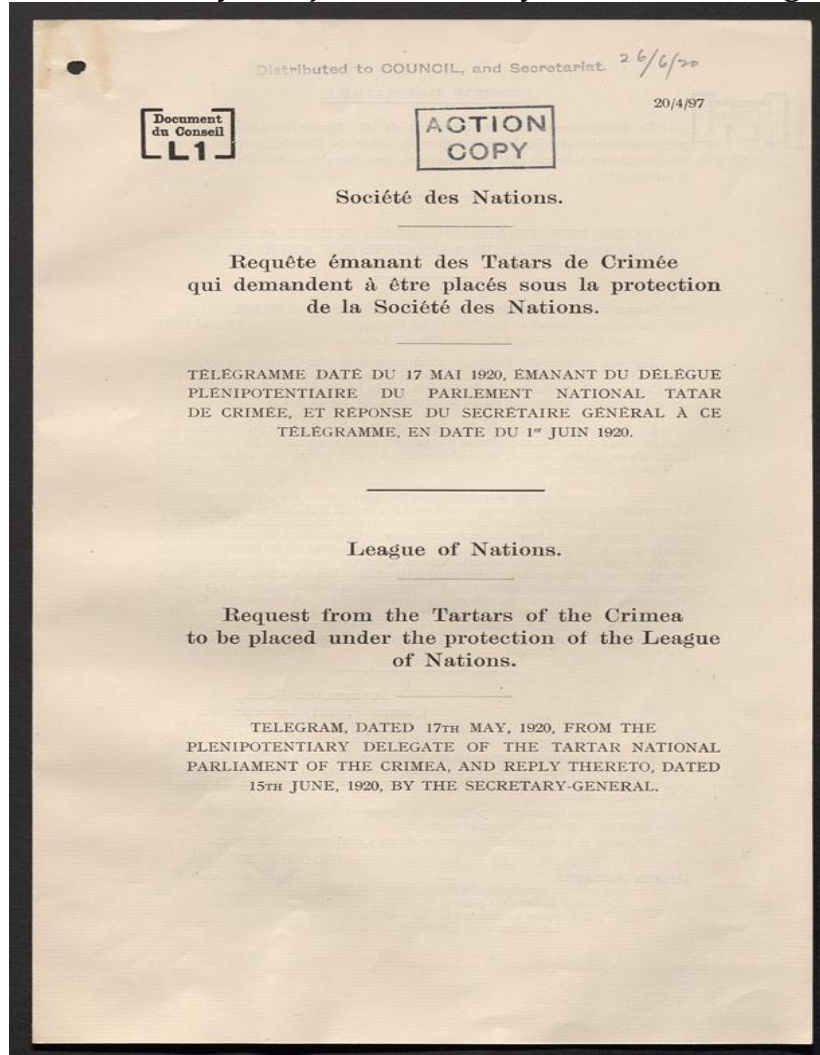 Distributed to COUNCIL, and Secretariat. 26/6/20
20/4/97
Document
du Conseil
L1
ACTION
COPY
Société des Nations.
Requête émanant des Tatars de Crimée
qui demandent à être placés sous la protection
de la Société des Nations.
TÉLÉGRAMME DATÉ DU 17 MAI 1920, ÉMANANT DU DÉLÉGUÉ
PLÉNIPOTENTIAIRE DU PARLEMENT NATIONAL TATAR
DE CRIMÉE, ET RÉPONSE DU SECRÉTAIRE GÉNÉRAL À CE
TÉLÉGRAMME, EN DATE DU 1er JUIN 1920.
League of Nations.
Request from the Tartars of the Crimea
to be placed under the protection of the League
of Nations.
TELEGRAM, DATED 17TH MAY, 1920, FROM THE
PLENIPOTENTIARY DELEGATE OF THE TARTAR NATIONAL
PARLIAMENT OF THE CRIMEA, AND REPLY THERETO, DATED
15TH JUNE, 1920, BY THE SECRETARY-GENERAL.